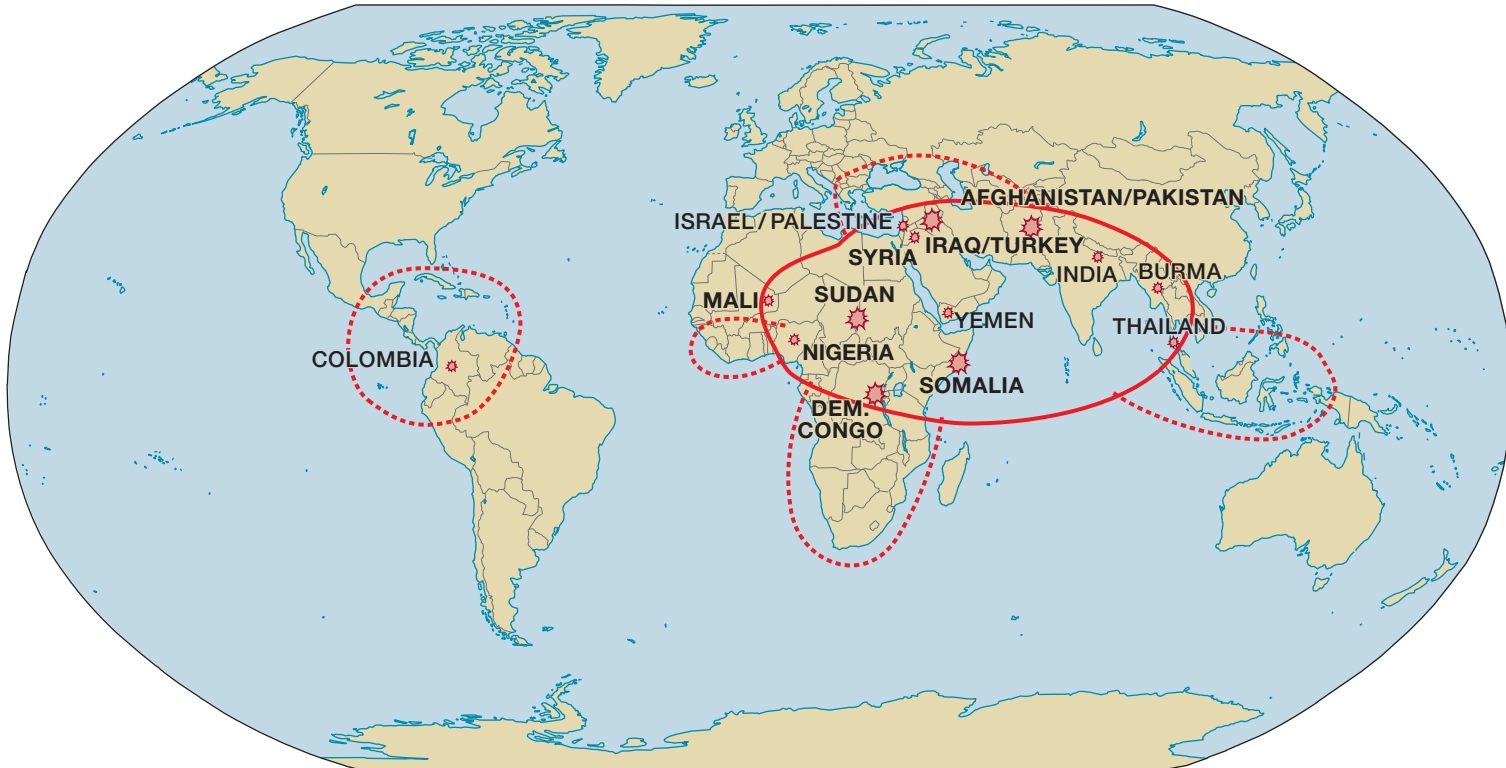 AFGHANISTAN/PAKISTAN
ISRAEL/PALESTINE
IRAQ/TURKEY
SYRIA
INDIA
BURMA
MALI
SUDAN
YEMEN
THAILAND
NIGERIA
COLOMBIA
SOMALIA
DEM.
CONGO